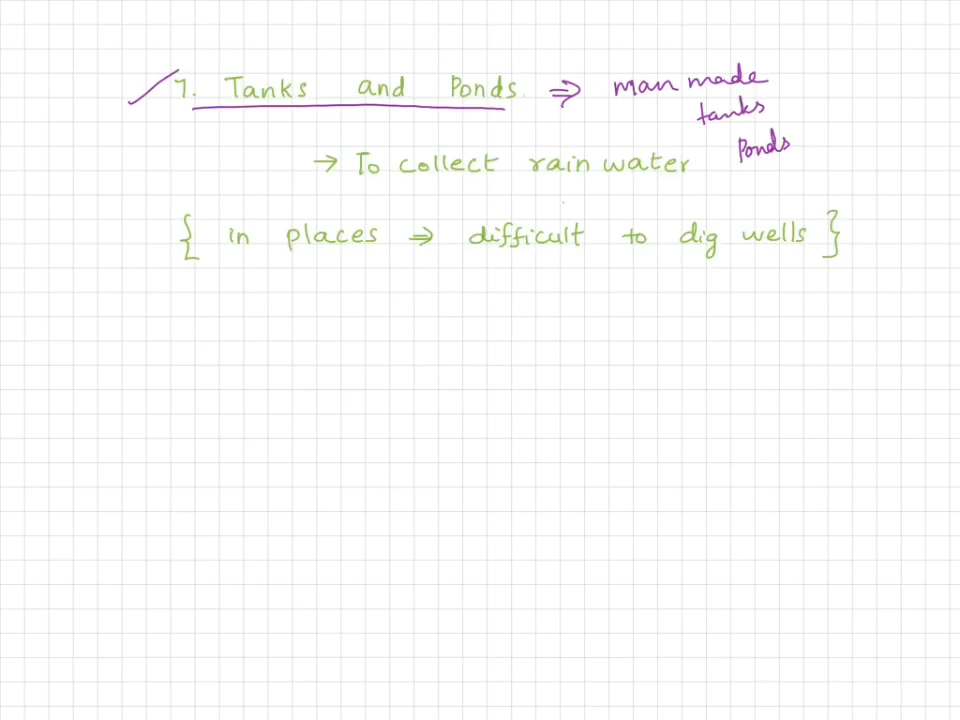 7. Tanks and Ponds. ⇒ man made
tanks
Ponds
→ To collect rain water
{ in places ⇒ difficult to dig wells }